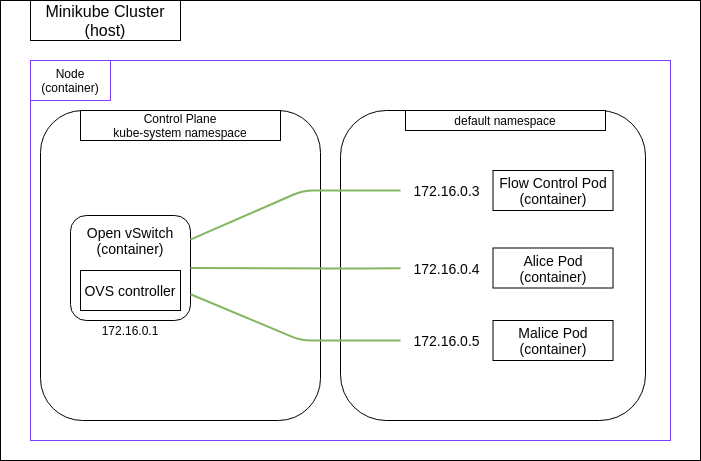 Minikube Cluster
(host)
Node
(container)
Control Plane
kube-system namespace
default namespace
Open vSwitch
(container)
OVS controller
172.16.0.1
172.16.0.3
Flow Control Pod
(container)
172.16.0.4
Alice Pod
(container)
172.16.0.5
Malice Pod
(container)